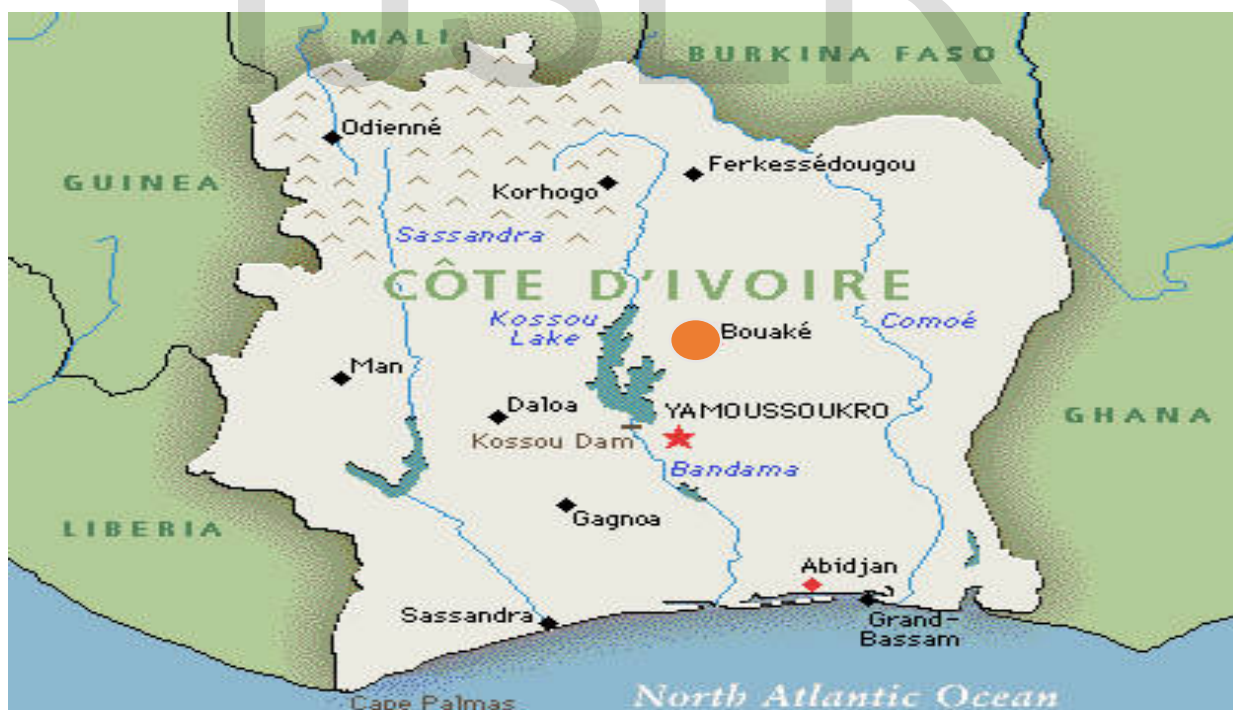 IJSER
MALI
BURKINA FASO
Odienné
Ferkessédougou
GUINEA
Korhogo
Sassandra
CÔTE D'IVOIRE
Kossou
Lake
Comoé
Bouaké
Man
Daloa
YAMOUSSOUKRO
GHANA
Kossou Dam
Bandama
Gagnoa
LIBERIA
Abidjan
Sassandra
Grand-
Bassam
Cape Palmas
North Atlantic Ocean